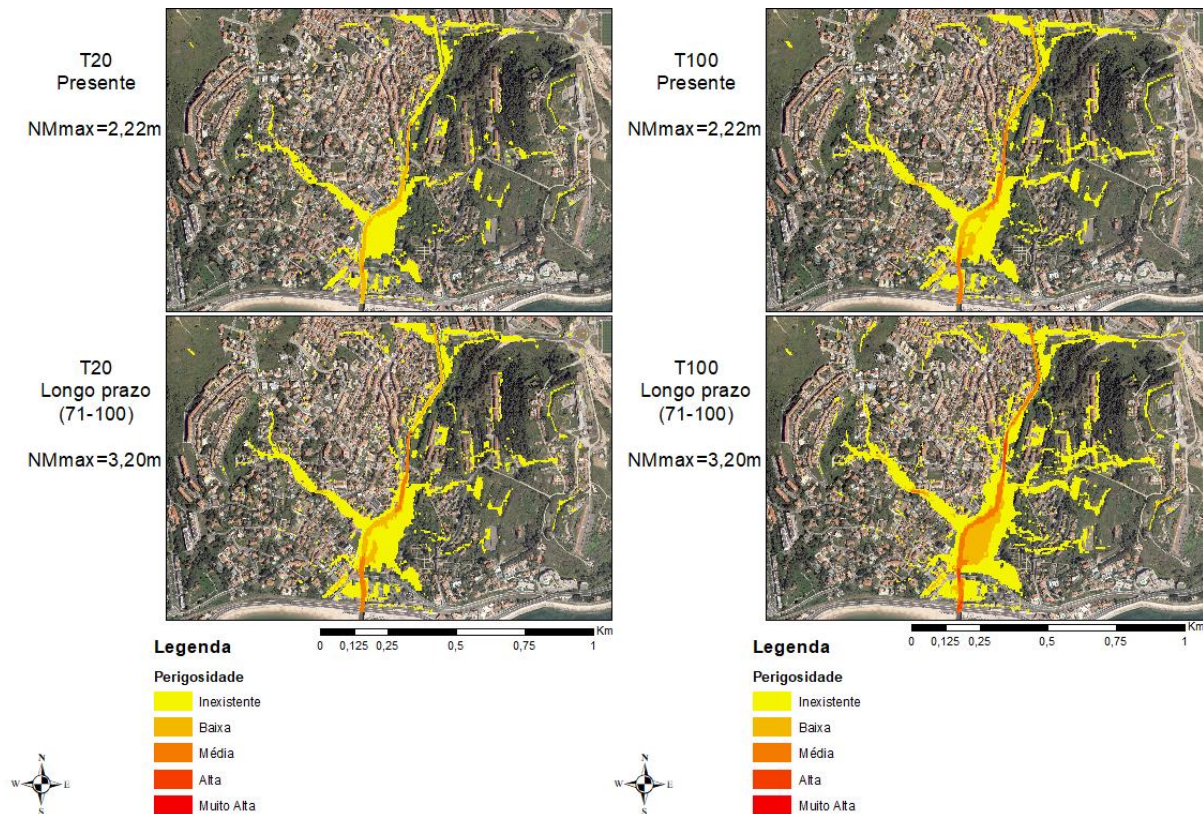 T20
Presente
NMmax=2,22m
T100
Presente
NMmax=2,22m
T20
Longo prazo
(71-100)
NMmax=3,20m
T100
Longo prazo
(71-100)
NMmax=3,20m
Km
0 0,125 0,25 0,5 0,75 1
Legenda
Perigosidade
Inexistente
Baixa
Média
Alta
Muito Alta
N
W E
S
Km
0 0,125 0,25 0,5 0,75 1
Legenda
Perigosidade
Inexistente
Baixa
Média
Alta
Muito Alta
N
W E
S